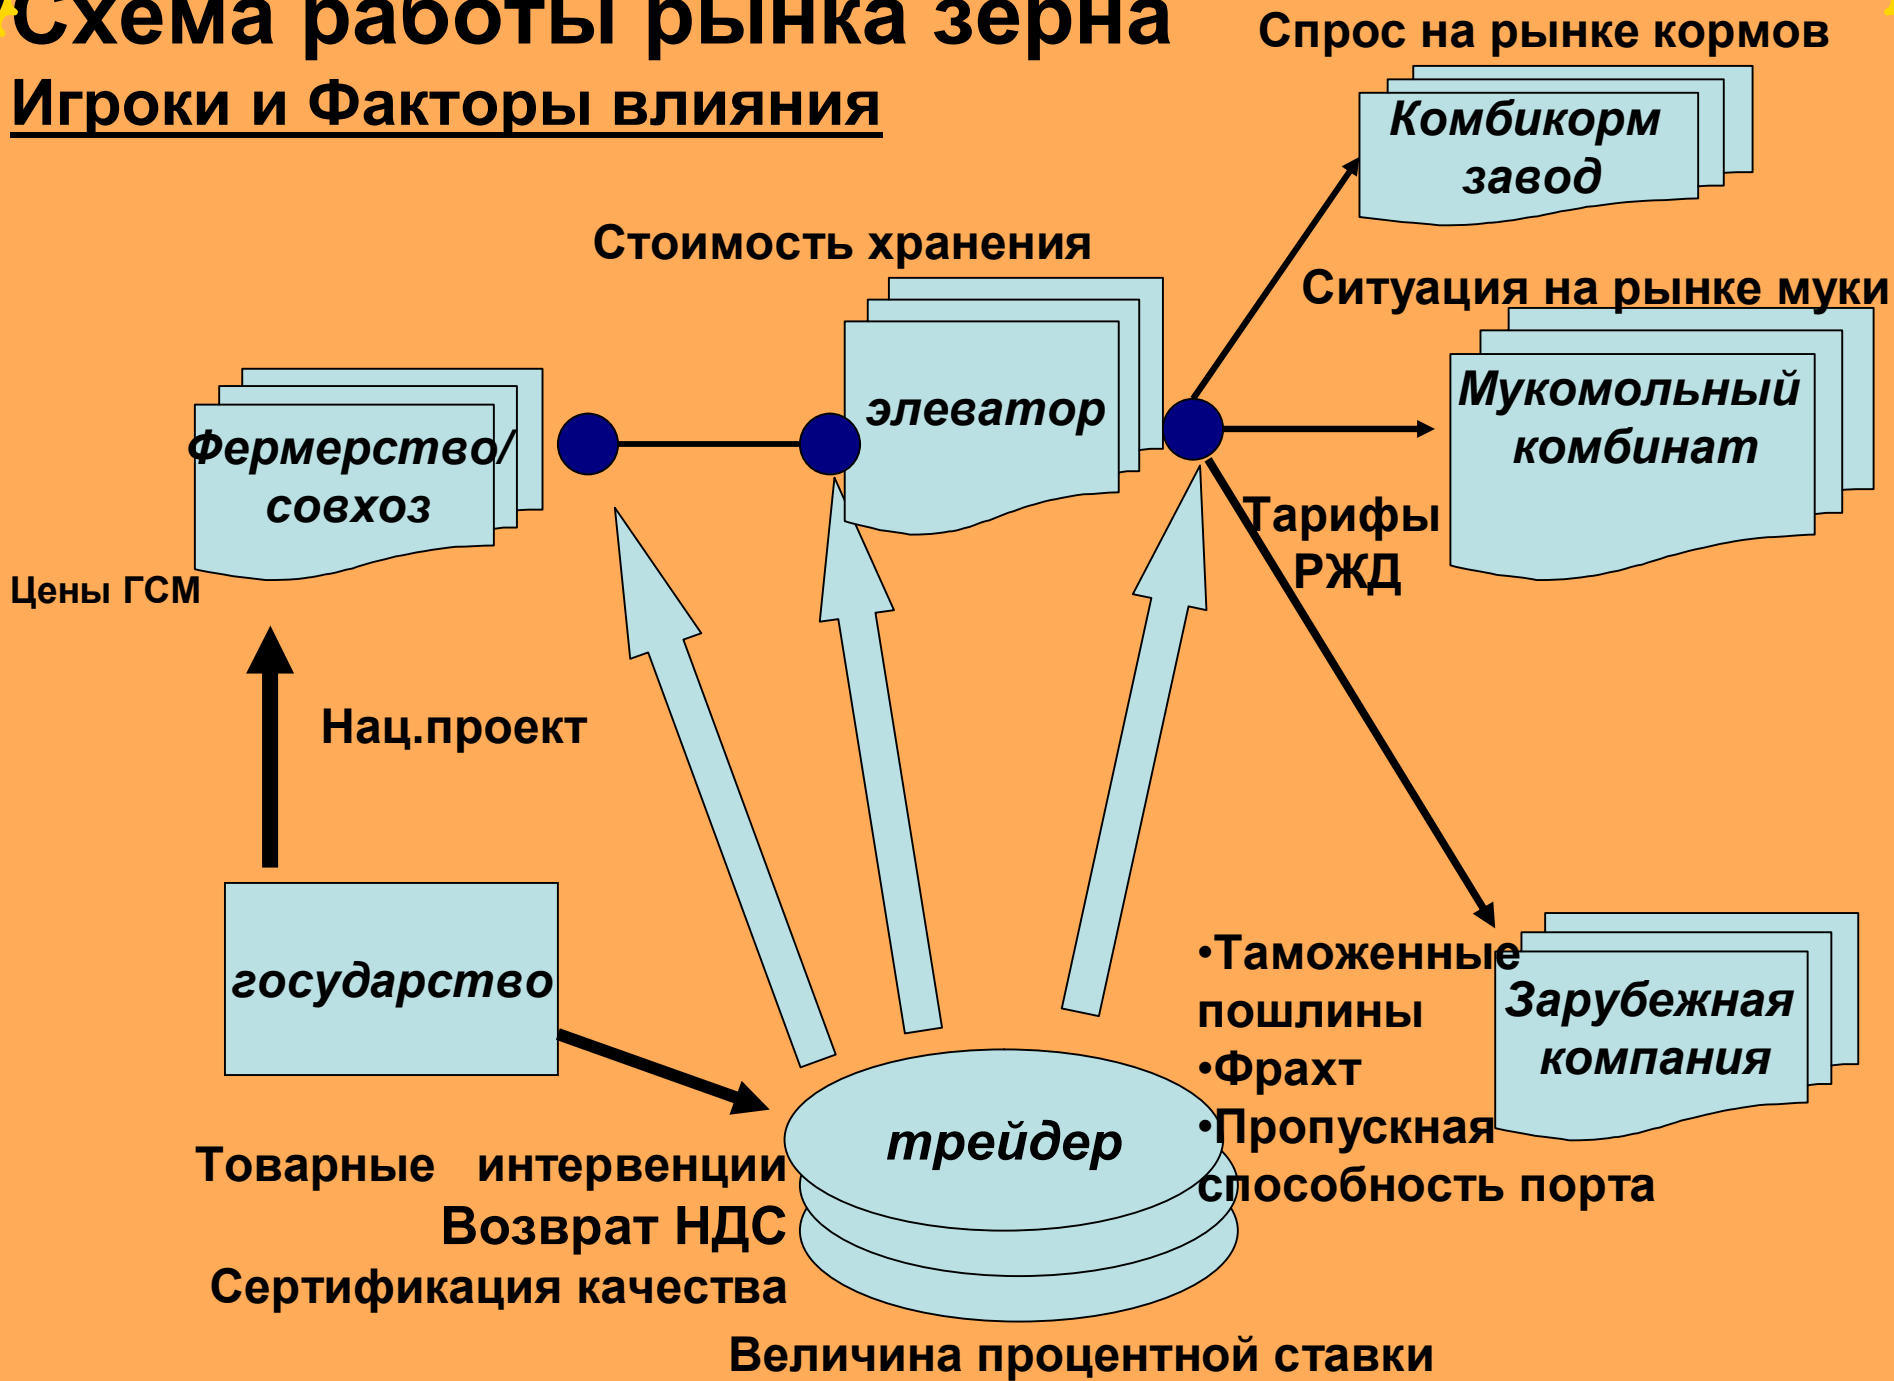 Схема работы рынка зерна
Игроки и Факторы влияния
Спрос на рынке кормов
Комбикорм
завод
Стоимость хранения
Ситуация на рынке муки
элеватор
Мукомольный
комбинат
Фермерство/
совхоз
Тарифы
РЖД
Цены ГСМ
Нац.проект
государство
•Таможенные
пошлины
•Фрахт
•Пропускная
способность порта
Зарубежная
компания
трейдер
Товарные интервенции
Возврат НДС
Сертификация качества
Величина процентной ставки